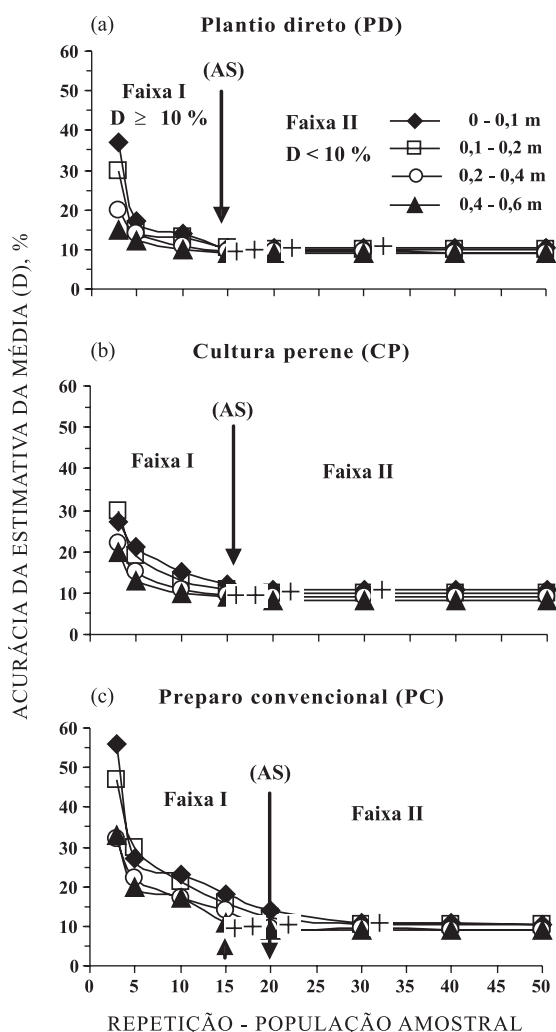 (a) Plantio direto (PD)
60
50
40
30
20
10
0
Faixa I
D ≥ 10 %
(AS)
Faixa II
D < 10 %
0 - 0,1 m
0,1 - 0,2 m
0,2 - 0,4 m
0,4 - 0,6 m
ACURÁCIA DA ESTIMATIVA DA MÉDIA (D), %
(b) Cultura perene (CP)
60
50
40
30
20
10
0
(AS)
Faixa I
Faixa II
(c) Preparo convencional (PC)
60
50
40
30
20
10
0
(AS)
Faixa I
Faixa II
0 5 10 15 20 25 30 35 40 45 50
REPETIÇÃO - POPULAÇÃO AMOSTRAL